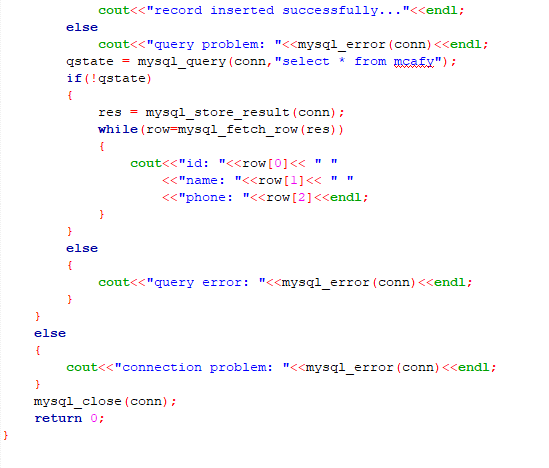 cout<<"record inserted successfully..."<<endl;
else
cout<<"query problem: "<<mysql_error(conn)<<endl;
qstate = mysql_query(conn,"select * from mcafy");
if(!qstate)
{
res = mysql_store_result(conn);
while(row=mysql_fetch_row(res))
{
cout<<"id: "<<row[0]<< " "
<<"name: "<<row[1]<< " "
<<"phone: "<<row[2]<<endl;
}
}
else
{
cout<<"query error: "<<mysql_error(conn)<<endl;
}
}
else
{
cout<<"connection problem: "<<mysql_error(conn)<<endl;
}
mysql_close(conn);
return 0;
}